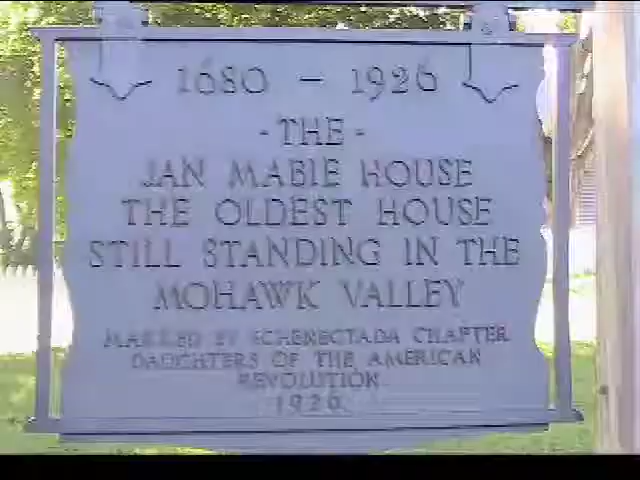 1680 – 1926
- THE -
JAN MABIE HOUSE
THE OLDEST HOUSE
STILL STANDING IN THE
MOHAWK VALLEY
MARKED BY SCHENECTADA CHAPTER
DAUGHTERS OF THE AMERICAN
REVOLUTION
1926